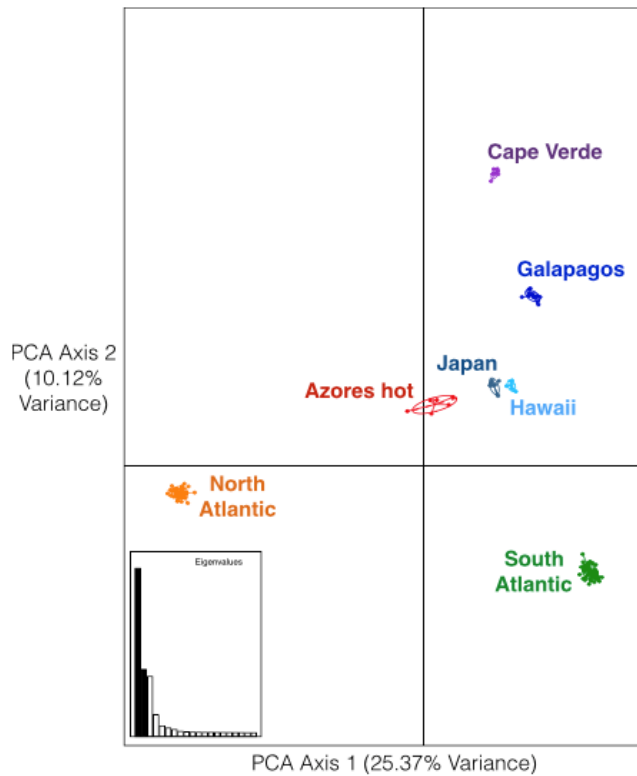 Cape Verde
Galapagos
PCA Axis 2
(10.12%
Variance)
Japan
Azores hot
Hawaii
North
Atlantic
South
Atlantic
Eigenvalues
PCA Axis 1 (25.37% Variance)